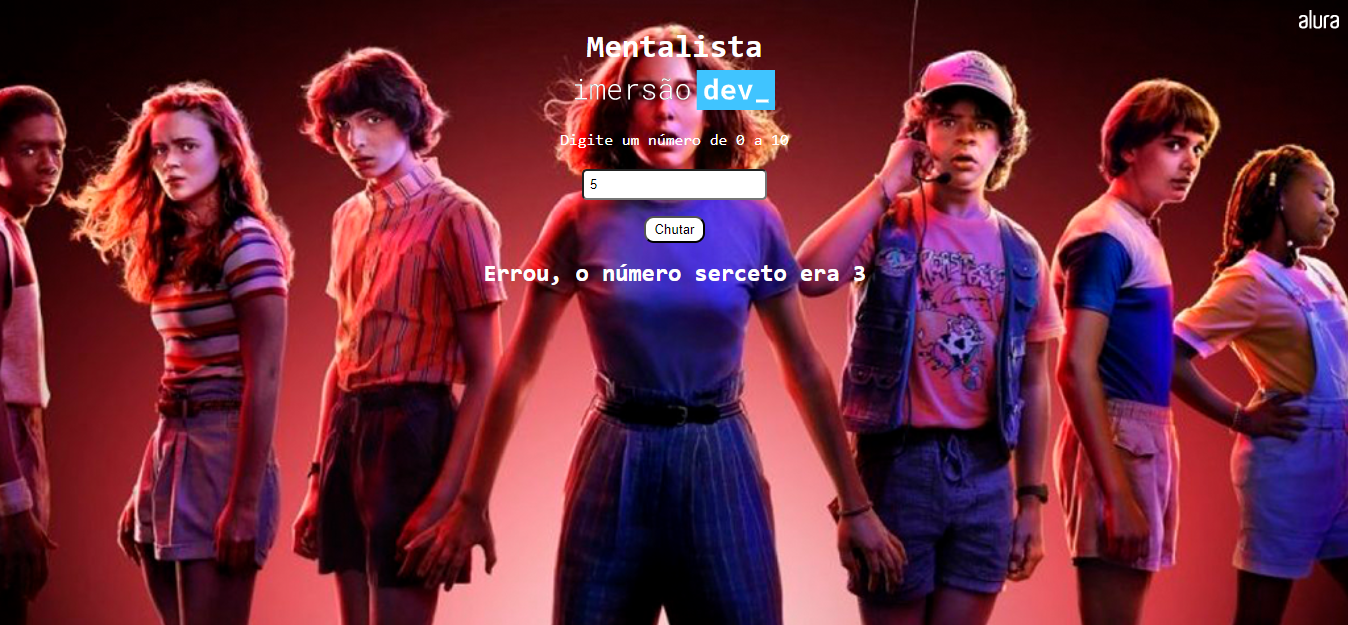 alura
Mentalista
imersão dev_
Digite um número de 0 a 10
5
Chutar
Errou, o número serceto era 3